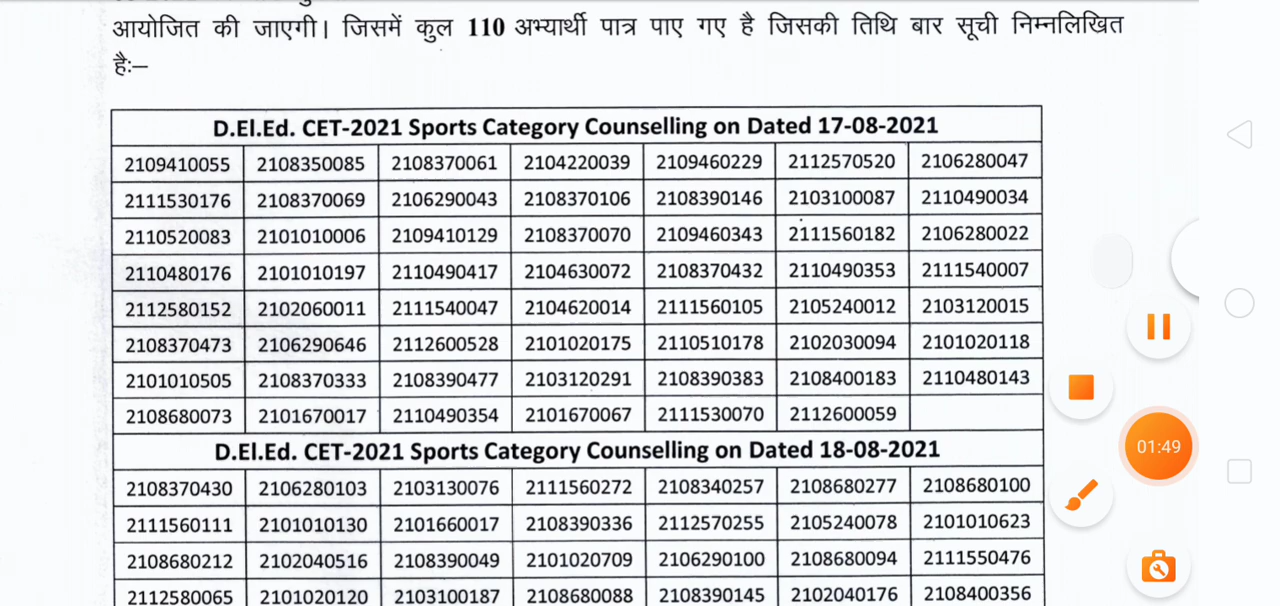 आयोजित की जाएगी। जिसमें कुल 110 अभ्यार्थी पात्र पाए गए है जिसकी तिथि बार सूची निम्नलिखित
है:–
D.El.Ed. CET-2021 Sports Category Counselling on Dated 17-08-2021
2109410055 2108350085 2108370061 2104220039 2109460229 2112570520 2106280047
2111530176 2108370069 2106290043 2108370106 2108390146 2103100087 2110490034
2110520083 2101010006 2109410129 2108370070 2109460343 2111560182 2106280022
2110480176 2101010197 2110490417 2104630072 2108370432 2110490353 2111540007
2112580152 2102060011 2111540047 2104620014 2111560105 2105240012 2103120015
2108370473 2106290646 2112600528 2101020175 2110510178 2102030094 2101020118
2101010505 2108370333 2108390477 2103120291 2108390383 2108400183 2110480143
2108680073 2101670017 2110490354 2101670067 2111530070 2112600059
D.El.Ed. CET-2021 Sports Category Counselling on Dated 18-08-2021
2108370430 2106280103 2103130076 2111560272 2108340257 2108680277 2108680100
2111560111 2101010130 2101660017 2108390336 2112570255 2105240078 2101010623
2108680212 2102040516 2108390049 2101020709 2106290100 2108680094 2111550476
2112580065 2101020120 2103100187 2108680088 2108390145 2102040176 2108400356
01:49